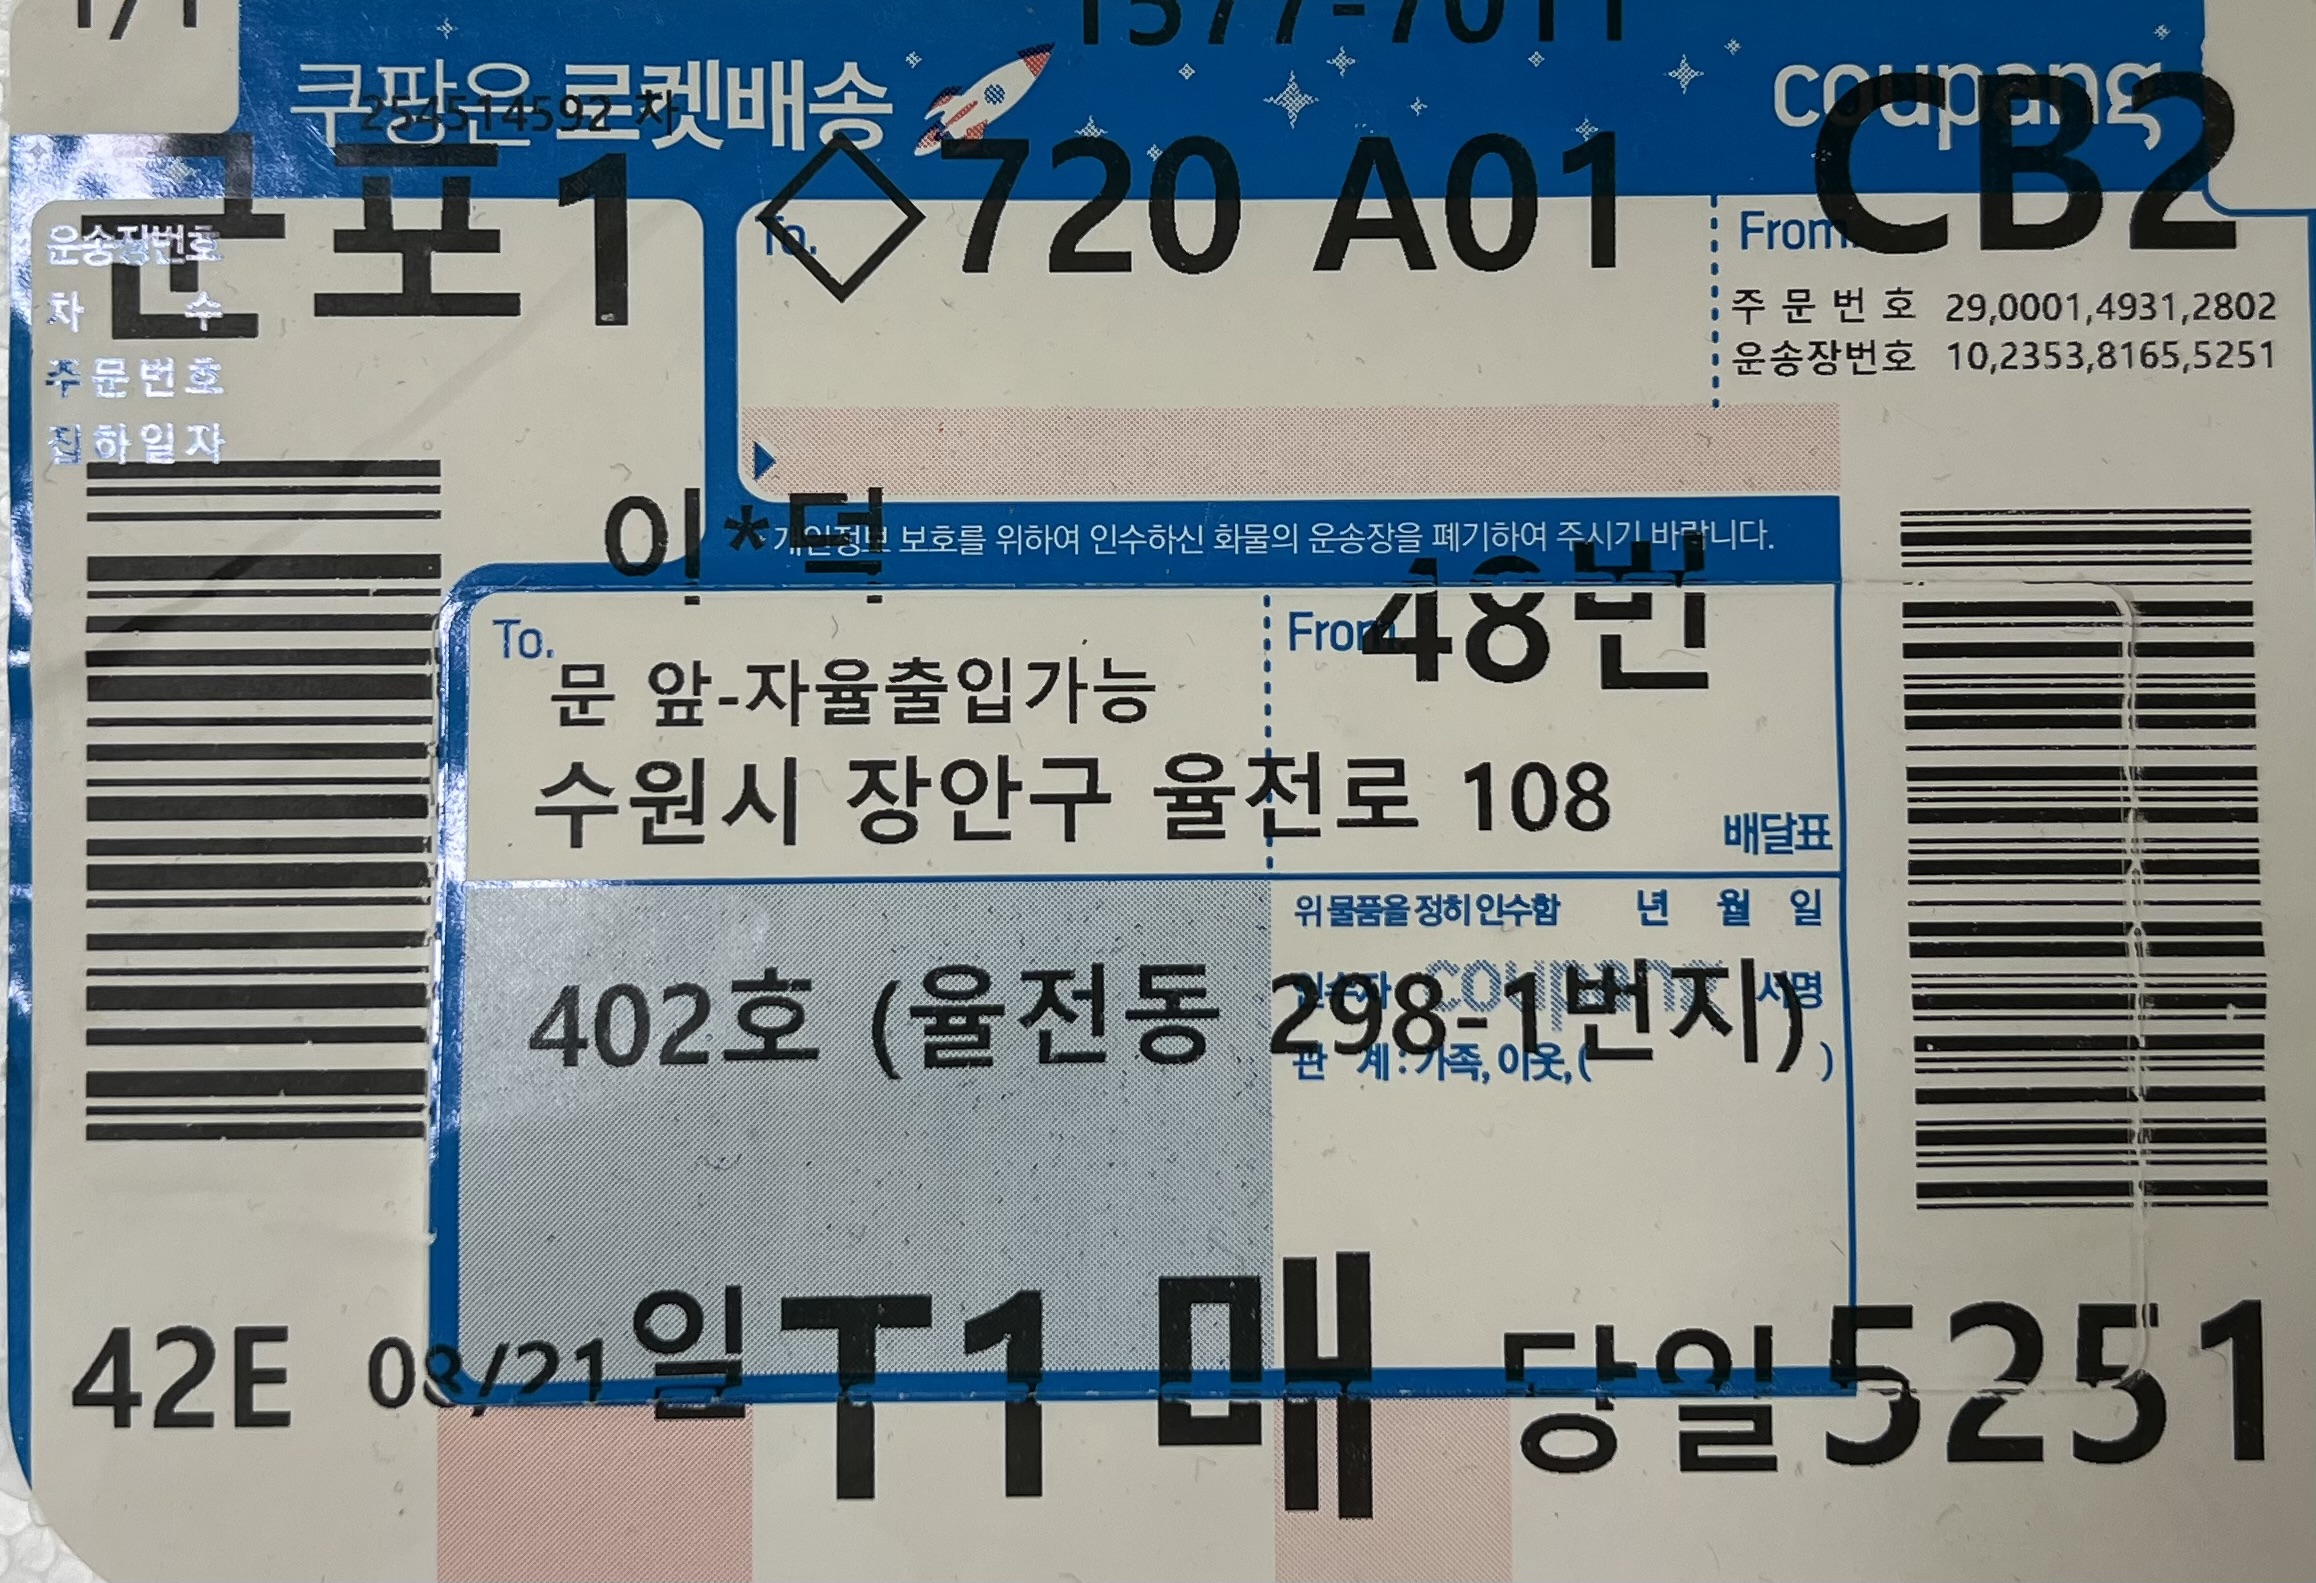 1/1
1577-7011
쿠팡은 로켓배송
coupang
254514592 차
군포1
◇720 A01
CB2
운송장번호
차 수
주문번호
집하일자
To.
From.
주 문 번 호 29,0001,4931,2802
운송장번호 10,2353,8165,5251
이*덕
개인정보 보호를 위하여 인수하신 화물의 운송장을 폐기하여 주시기 바랍니다.
48번
To.
From.
문 앞-자율출입가능
수원시 장안구 율전로 108
배달표
위 물품을 정히 인수함 년 월 일
coupang
인수자 서명
402호 (율전동 298-1번지)
관 계 : 가족, 이웃, ( )
42E 08/21 일 T1 매 당일 5251